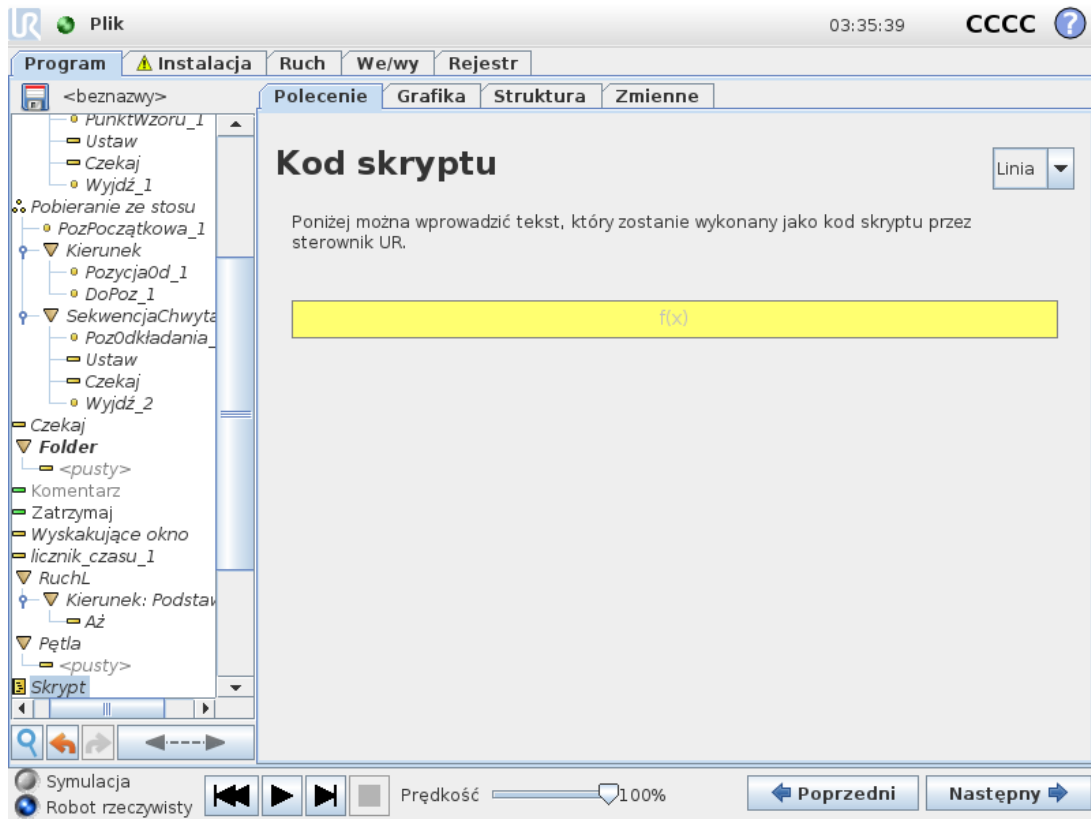 UR Plik 03:35:39 CCCC ?
Program Instalacja Ruch We/wy Rejestr
<beznazwy>
Polecenie Grafika Struktura Zmienne
PunktWzoru_1
Ustaw
Czekaj
Wyjdź_1
Pobieranie ze stosu
PozPoczątkowa_1
Kierunek
PozycjaOd_1
DoPoz_1
SekwencjaChwyta
PozOdkładania_
Ustaw
Czekaj
Wyjdź_2
Czekaj
Folder
<pusty>
Komentarz
Zatrzymaj
Wyskakujące okno
licznik_czasu_1
RuchL
Kierunek: Podstaw
Aż
Pętla
<pusty>
Skrypt
Kod skryptu
Linia
Poniżej można wprowadzić tekst, który zostanie wykonany jako kod skryptu przez
sterownik UR.
f(x)
Symulacja
Robot rzeczywisty
Prędkość 100%
Poprzedni Następny